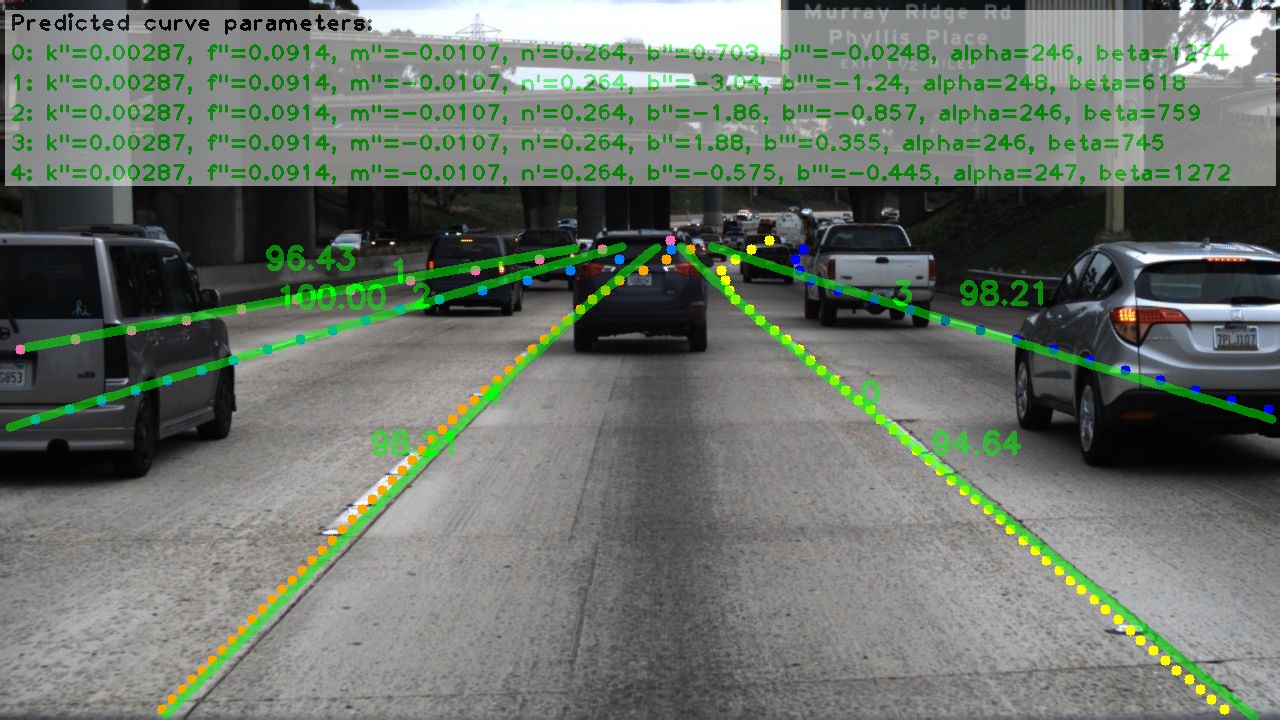 Predicted curve parameters:
Murray Ridge Rd
Phyllis Place
0: k''=0.00287, f''=0.0914, m''=-0.0107, n'=0.264, b''=0.703, b'''=-0.0248, alpha=246, beta=1274
1: k''=0.00287, f''=0.0914, m''=-0.0107, n'=0.264, b''=-3.04, b'''=-1.24, alpha=248, beta=618
2: k''=0.00287, f''=0.0914, m''=-0.0107, n'=0.264, b''=-1.86, b'''=-0.857, alpha=246, beta=759
3: k''=0.00287, f''=0.0914, m''=-0.0107, n'=0.264, b''=1.88, b'''=0.355, alpha=246, beta=745
4: k''=0.00287, f''=0.0914, m''=-0.0107, n'=0.264, b''=-0.575, b'''=-0.445, alpha=247, beta=1272
96.43 1
100.00 2
3 98.21
hi
7PLJ107
G853
xB
0
94.64